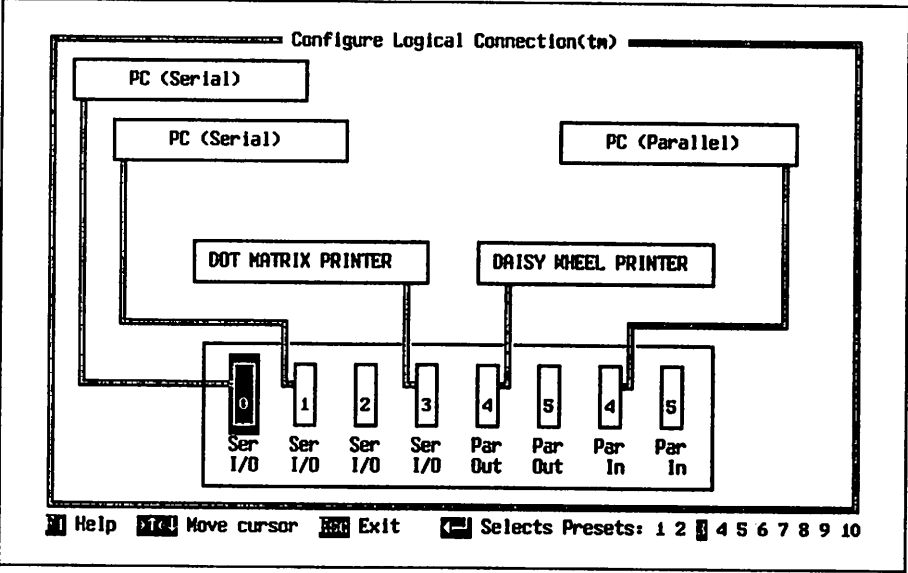 Configure Logical Connection(tm)
PC (Serial)
PC (Serial)
PC (Parallel)
DOT MATRIX PRINTER
DAISY WHEEL PRINTER
0 1 2 3 4 5 4 5
Ser Ser Ser Ser Par Par Par Par
I/O I/O I/O I/O Out Out In In
F1 Help Move cursor ESC Exit Selects Presets: 1 2 3 4 5 6 7 8 9 10